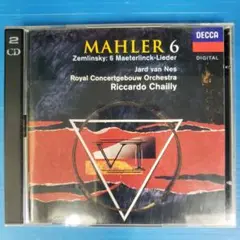 2
CD
MAHLER 6
Zemlinsky: 6 Maeterlinck-Lieder
DECCA
DIGITAL
Jard van Nes
Royal Concertgebouw Orchestra
Riccardo Chailly
VI